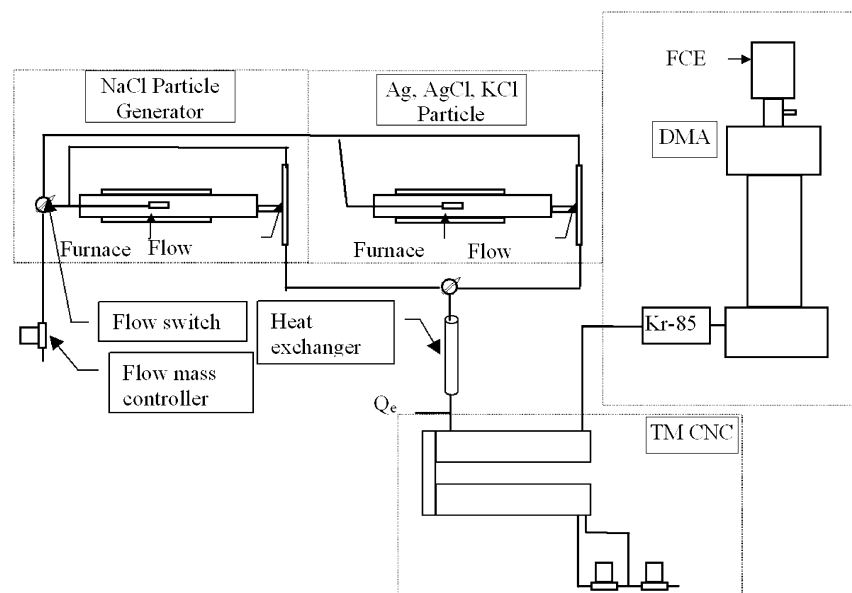 FCE
NaCl Particle
Generator
Ag, AgCl, KCl
Particle
DMA
Furnace
Flow
Furnace
Flow
Flow switch
Heat
exchanger
Kr-85
Flow mass
controller
Qe
TM CNC